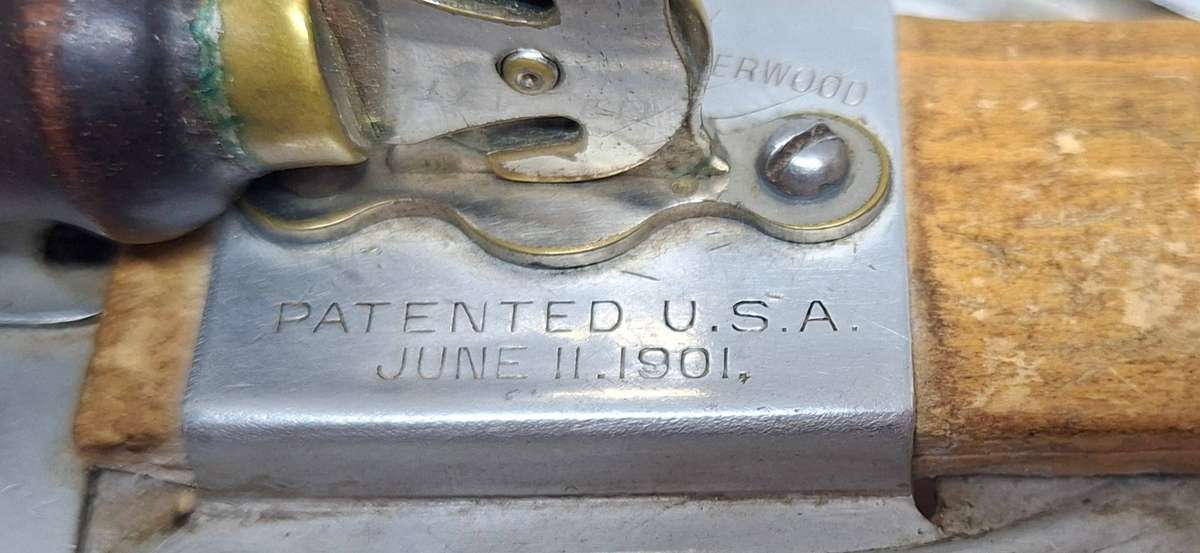 ERWOOD
PATENTED U.S.A.
JUNE 11.1901.